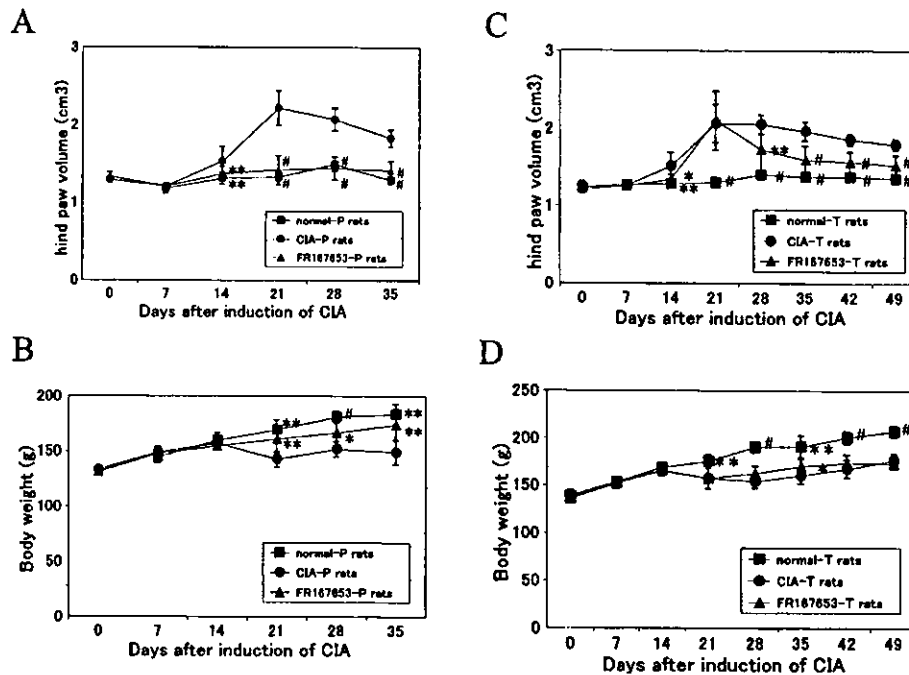 A
3
2
1
0
hind paw volume (cm3)
** ** # # # # # #
normal-P rats
CIA-P rats
FR167653-P rats
0 7 14 21 28 35
Days after induction of CIA
C
3
2
1
0
hind paw volume (cm3)
* ** # ** # # # # # # #
normal-T rats
CIA-T rats
FR167653-T rats
0 7 14 21 28 35 42 49
Days after induction of CIA
B
200
150
100
50
0
Body weight (g)
** ** # * ** **
normal-P rats
CIA-P rats
FR167653-P rats
0 7 14 21 28 35
Days after induction of CIA
D
250
200
150
100
50
0
Body weight (g)
** # ** * # #
normal-T rats
CIA-T rats
FR167653-T rats
0 7 14 21 28 35 42 49
Days after induction of CIA